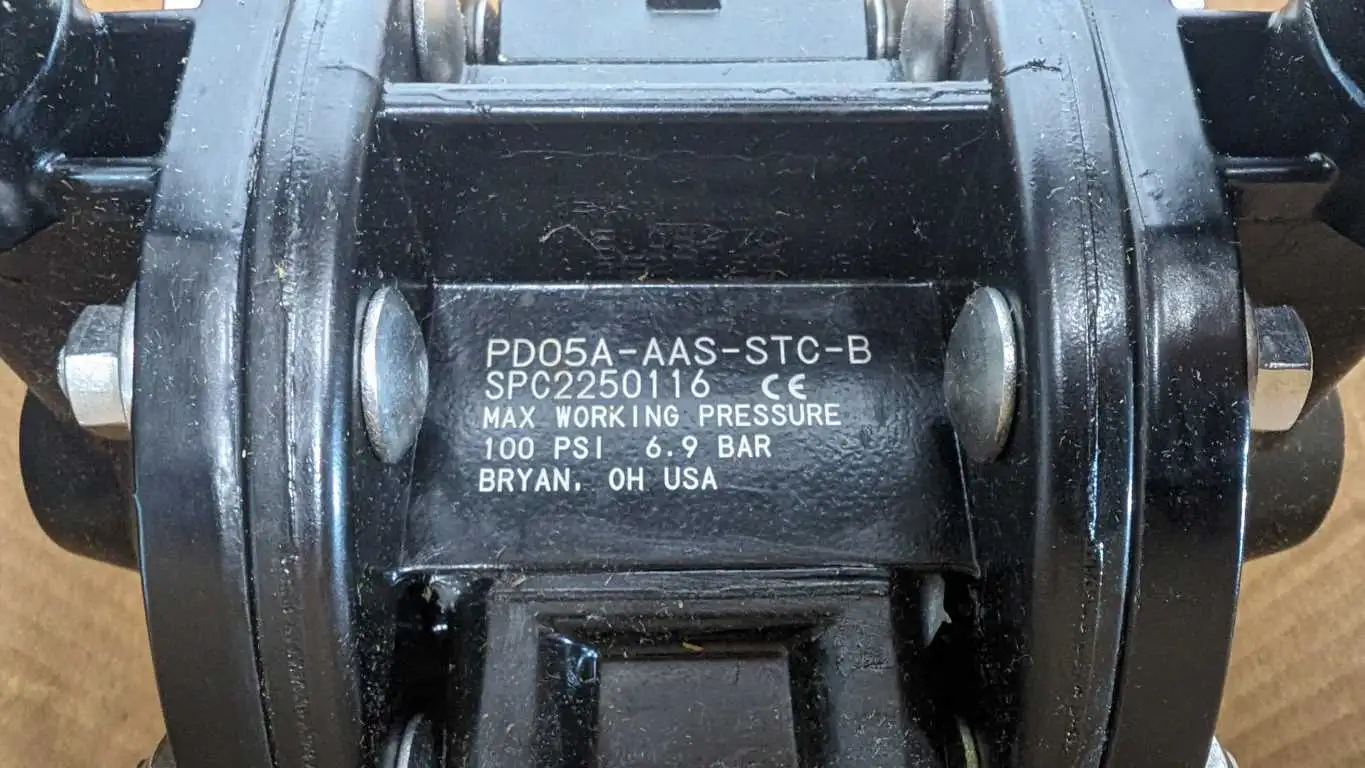 PD05A-AAS-STC-B
SPC2250116 CE
MAX WORKING PRESSURE
100 PSI 6.9 BAR
BRYAN, OH USA